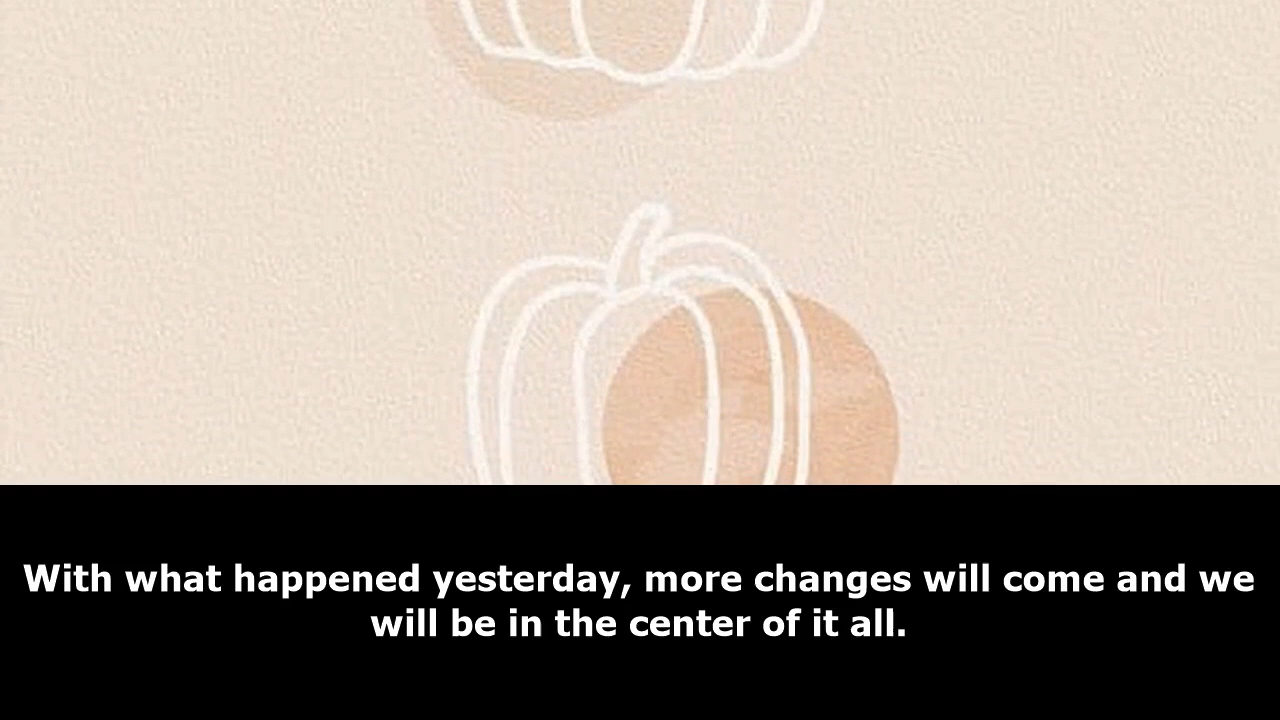 With what happened yesterday, more changes will come and we
will be in the center of it all.